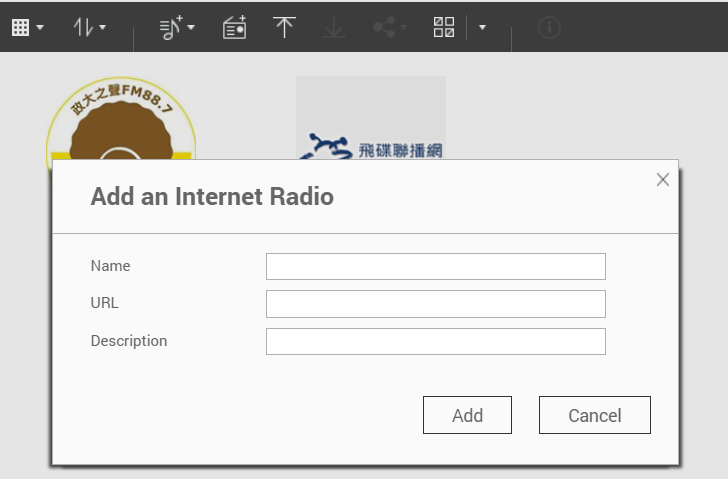 政大之聲FM88.7
飛碟聯播網
Add an Internet Radio
Name
URL
Description
Add
Cancel